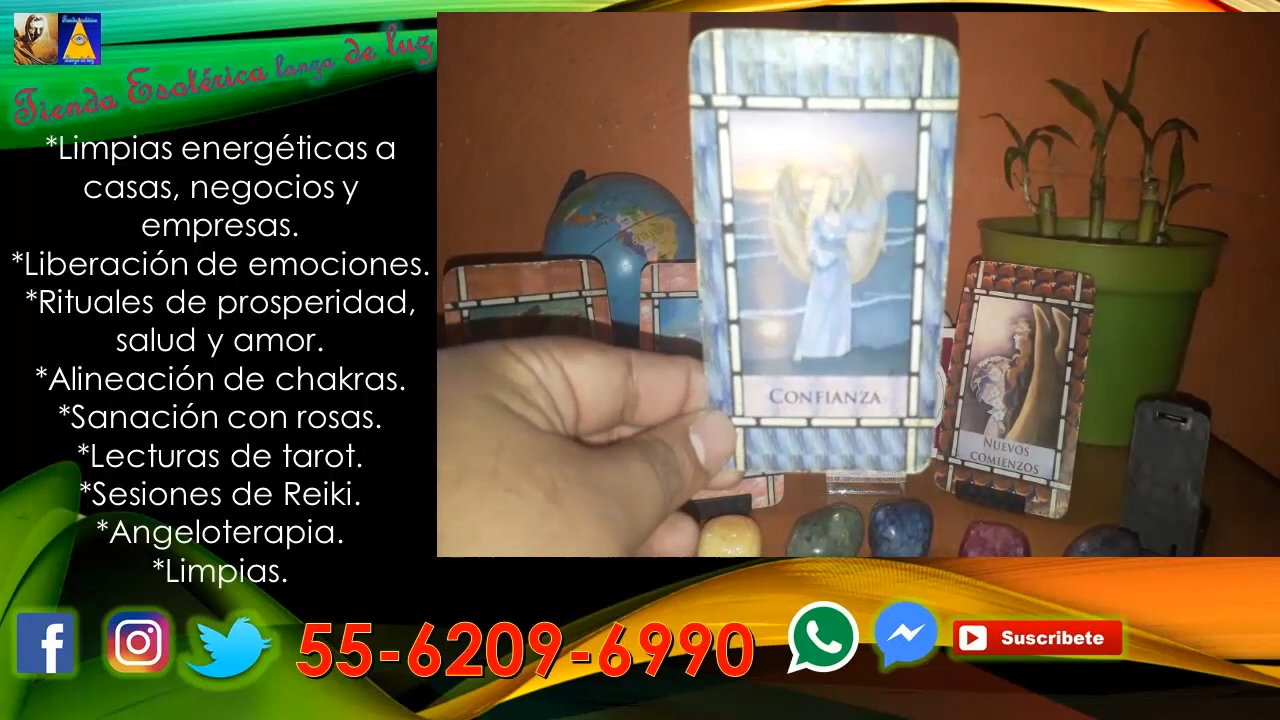 Tienda Esotérica lanza de luz
*Limpias energéticas a
casas, negocios y
empresas.
*Liberación de emociones.
*Rituales de prosperidad,
salud y amor.
*Alineación de chakras.
*Sanación con rosas.
*Lecturas de tarot.
*Sesiones de Reiki.
*Angeloterapia.
*Limpias.
CONFIANZA
NUEVOS
COMIENZOS
55-6209-6990
Suscribete